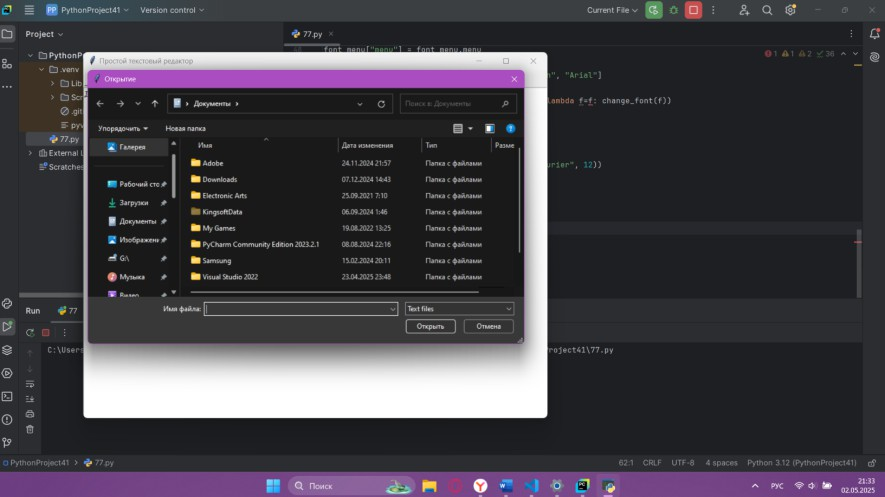 PP PythonProject41 Version control Current File
Project 77.py
font_menu["menu"] = font_menu.menu
1 1 2 36
PythonPro
.venv
n", "Arial"]
Lib
Scr
lambda f=f: change_font(f))
.git
pyv
77.py
External L
urier", 12))
Scratches
Простой текстовый редактор
Открытие
Документы
Поиск в: Документы
Упорядочить Новая папка
Галерея
Рабочий сто
Загрузки
Документы
Изображени
G:\
Музыка
Видео
Имя Дата изменения Тип Разме
Adobe 24.11.2024 21:57 Папка с файлами
Downloads 07.12.2024 14:43 Папка с файлами
Electronic Arts 25.09.2021 7:10 Папка с файлами
KingsoftData 06.09.2024 1:46 Папка с файлами
My Games 19.08.2022 13:25 Папка с файлами
PyCharm Community Edition 2023.2.1 08.08.2024 22:16 Папка с файлами
Samsung 15.02.2024 20:11 Папка с файлами
Visual Studio 2022 23.04.2025 23:48 Папка с файлами
Имя файла: Text files
Открыть Отмена
Run 77
C:\Users
oject41\77.py
PythonProject41 77.py 62:1 CRLF UTF-8 4 spaces Python 3.12 (PythonProject41)
Поиск РУС 21:33
02.05.2025